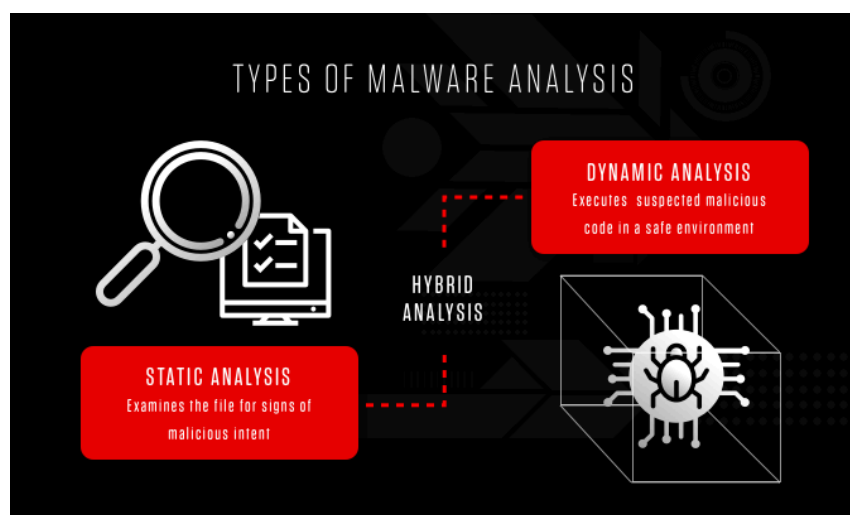 TYPES OF MALWARE ANALYSIS
DYNAMIC ANALYSIS
Executes suspected malicious
code in a safe environment
HYBRID
ANALYSIS
STATIC ANALYSIS
Examines the file for signs of
malicious intent